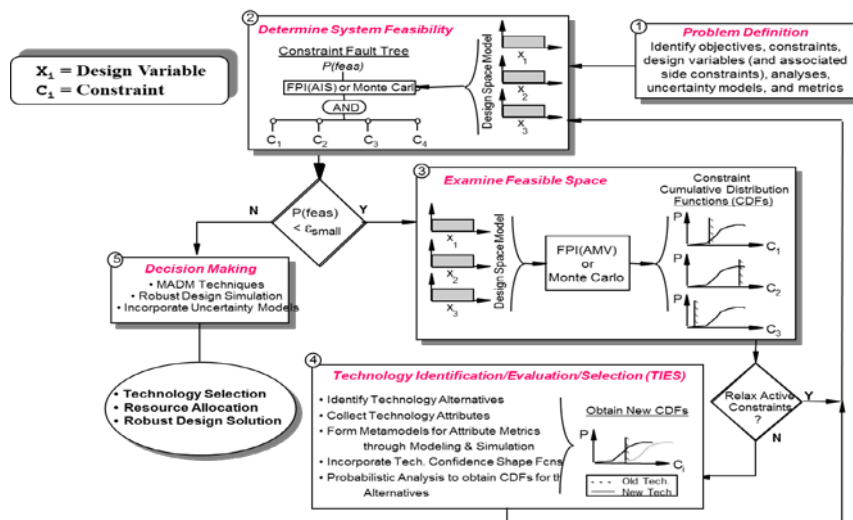 2
Determine System Feasibility
Constraint Fault Tree
P(feas)
FPI(AIS) or Monte Carlo
AND
C1 C2 C3 C4
Design Space Model
X1
X2
X3
1
Problem Definition
Identify objectives, constraints,
design variables (and associated
side constraints), analyses,
uncertainty models, and metrics
Xi = Design Variable
Ci = Constraint
N
P(feas)
< εsmall
Y
3
Examine Feasible Space
X1
X2
X3
Design Space Model
FPI(AMV)
or
Monte Carlo
Constraint
Cumulative Distribution
Functions (CDFs)
P
C1
P
C2
P
C3
5
Decision Making
• MADM Techniques
• Robust Design Simulation
• Incorporate Uncertainty Models
• Technology Selection
• Resource Allocation
• Robust Design Solution
4
Technology Identification/Evaluation/Selection (TIES)
• Identify Technology Alternatives
• Collect Technology Attributes
• Form Metamodels for Attribute Metrics
through Modeling & Simulation
• Incorporate Tech. Confidence Shape Fcns
• Probabilistic Analysis to obtain CDFs for th
Alternatives
Obtain New CDFs
P
Ci
Old Tech.
New Tech
Relax Active
Constraints
?
Y
N